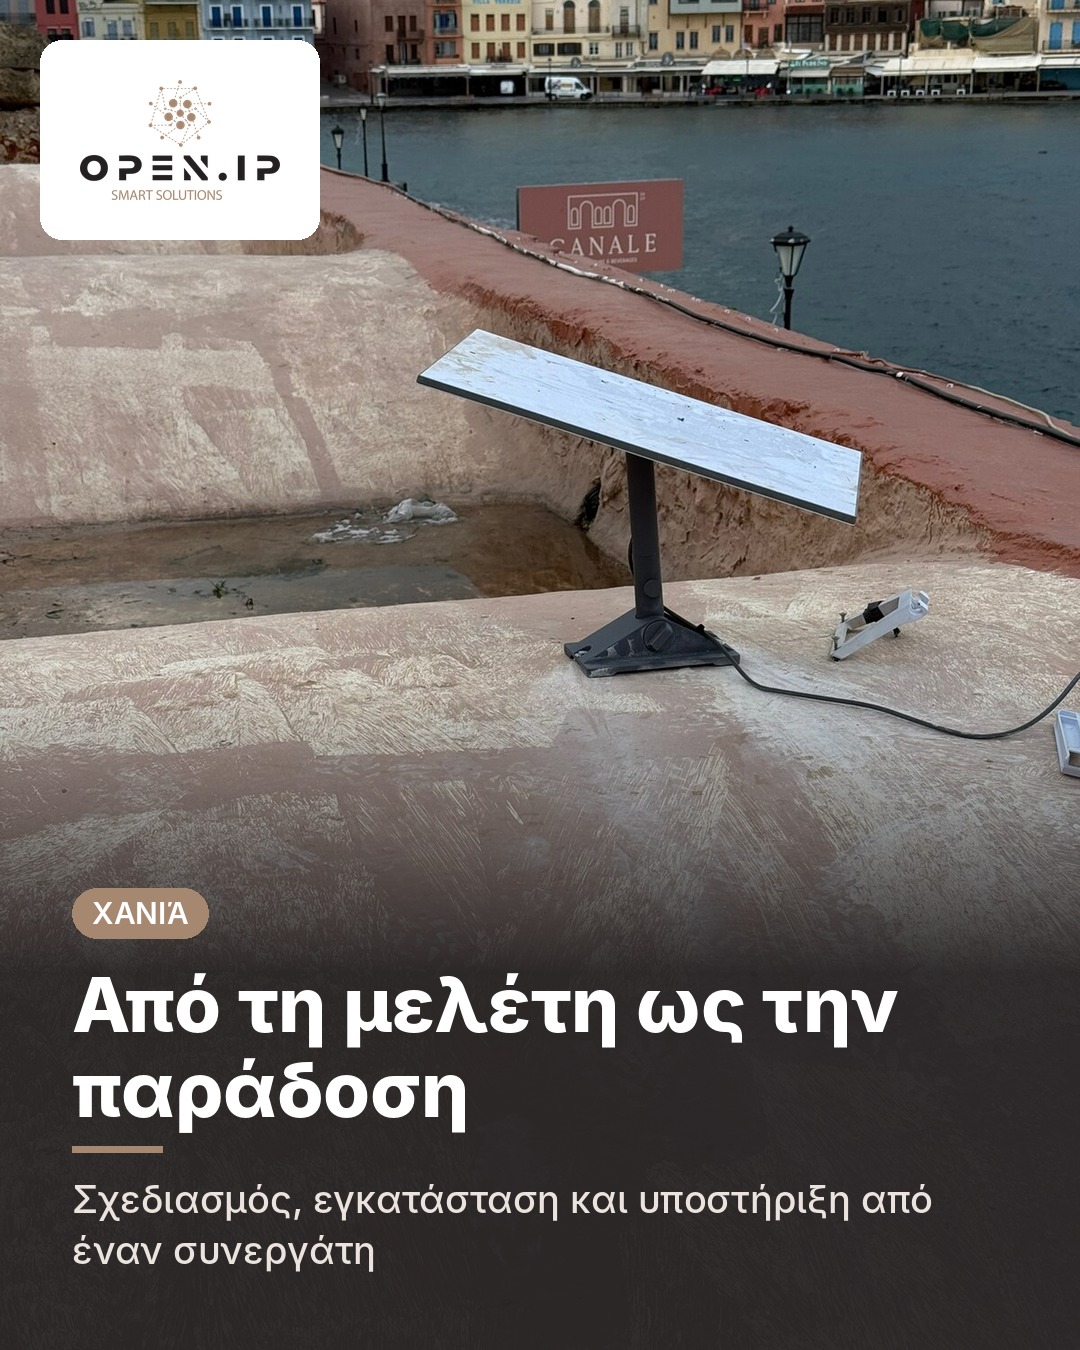 OPEN.IP
SMART SOLUTIONS
CANALE
ΧΑΝΙΆ
Από τη μελέτη ως την
παράδοση
Σχεδιασμός, εγκατάσταση και υποστήριξη από
έναν συνεργάτη